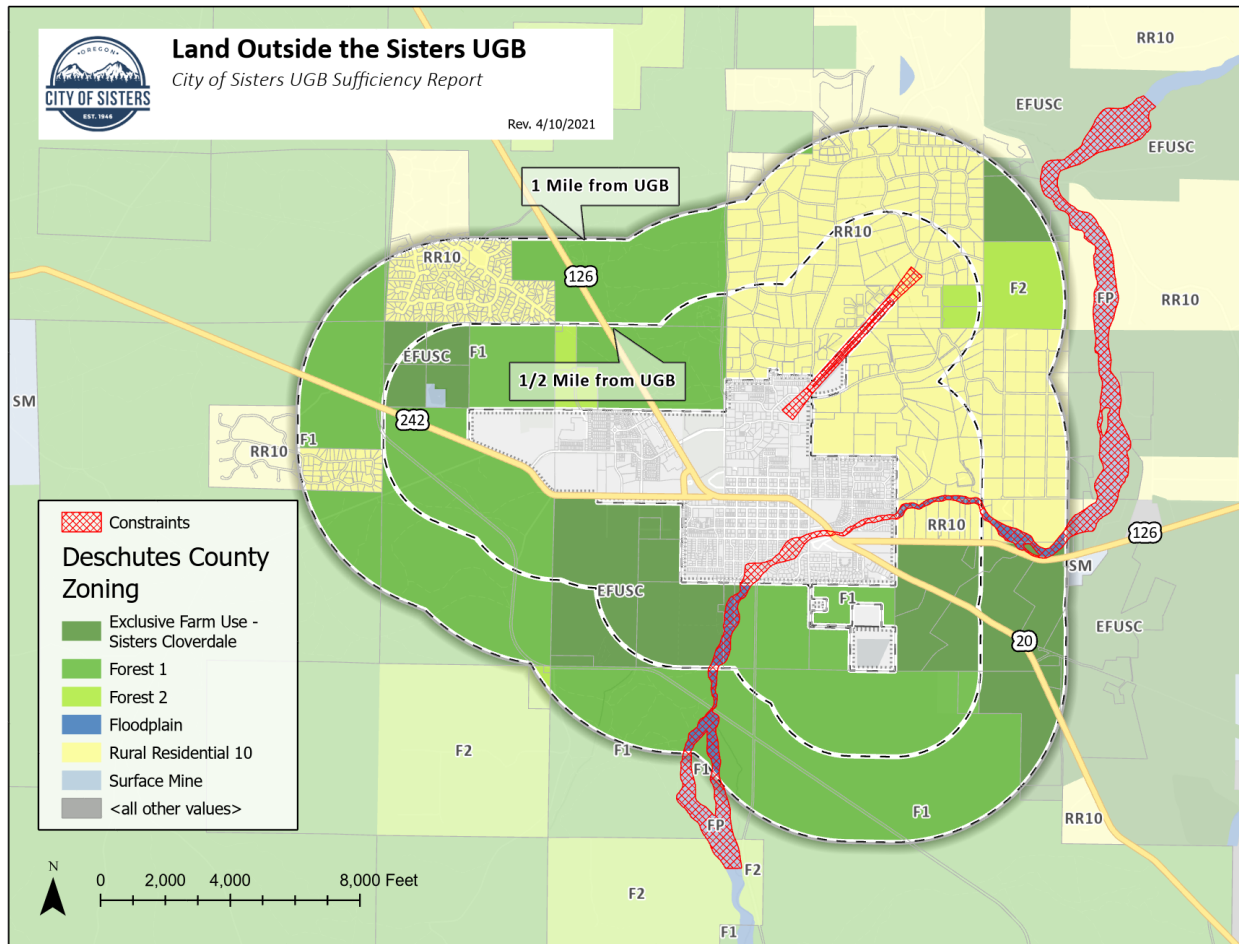 OREGON
CITY OF SISTERS
EST. 1946
Land Outside the Sisters UGB
City of Sisters UGB Sufficiency Report
Rev. 4/10/2021
RR10
EFUSC
EFUSC
1 Mile from UGB
RR10
RR10
126
F2
FP
RR10
EFUSC
F1
1/2 Mile from UGB
SM
242
F1
RR10
RR10
126
SM
EFUSC
F1
EFUSC
20
F2
F1
F1
F1
RR10
FP
F2
F2
F1
Constraints
Deschutes County
Zoning
Exclusive Farm Use -
Sisters Cloverdale
Forest 1
Forest 2
Floodplain
Rural Residential 10
Surface Mine
<all other values>
N
0 2,000 4,000 8,000 Feet